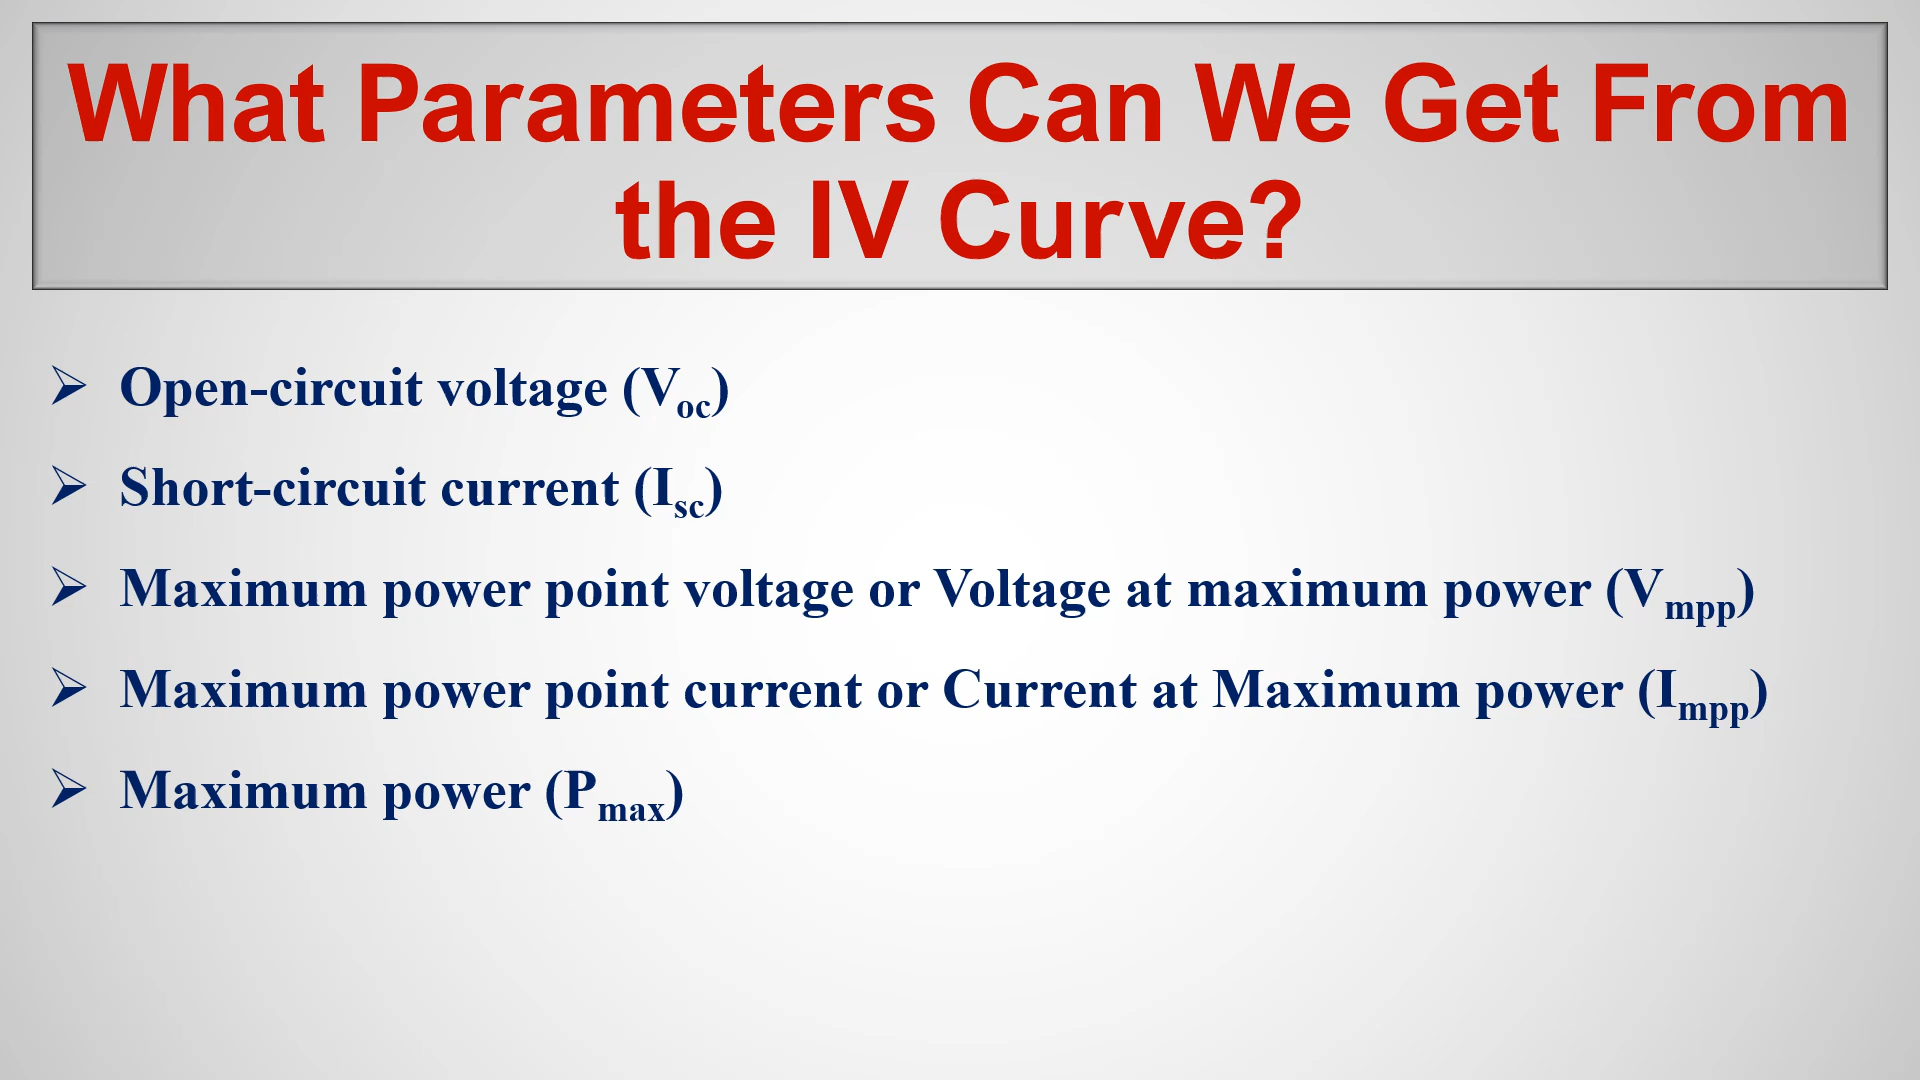 What Parameters Can We Get From
the IV Curve?
➢ Open-circuit voltage (Voc)
➢ Short-circuit current (Isc)
➢ Maximum power point voltage or Voltage at maximum power (Vmpp)
➢ Maximum power point current or Current at Maximum power (Impp)
➢ Maximum power (Pmax)